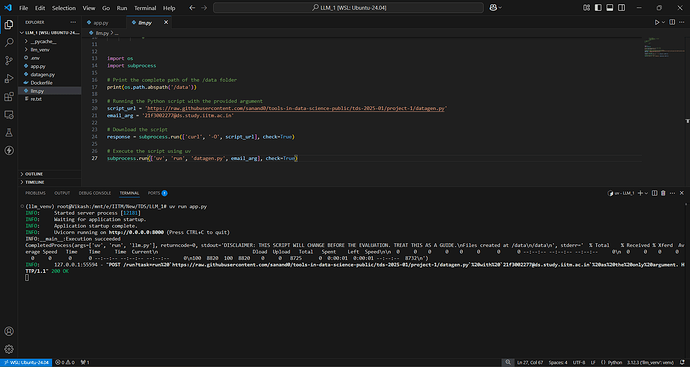 File Edit Selection View Go Run Terminal Help
LLM_1 [WSL: Ubuntu-24.04]
EXPLORER
LLM_1 [WSL: UBUNTU-24....
__pycache__
llm_venv
.env
app.py
datagen.py
Dockerfile
llm.py
re.txt
OUTLINE
TIMELINE
app.py
llm.py
llm.py > ...
11
12
13 import os
14 import subprocess
15
16 # Print the complete path of the /data folder
17 print(os.path.abspath('/data'))
18
19 # Running the Python script with the provided argument
20 script_url = 'https://raw.githubusercontent.com/sanand0/tools-in-data-science-public/tds-2025-01/project-1/datagen.py'
21 email_arg = '21f3002277@ds.study.iitm.ac.in'
22
23 # Download the script
24 response = subprocess.run(['curl', '-O', script_url], check=True)
25
26 # Execute the script using uv
27 subprocess.run(['uv', 'run', 'datagen.py', email_arg], check=True)
PROBLEMS OUTPUT DEBUG CONSOLE TERMINAL PORTS
uv - LLM_1
(llm_venv) root@Nikash:/mnt/e/IITM/New/TDS/LLM_1# uv run app.py
INFO: Started server process [12181]
INFO: Waiting for application startup.
INFO: Application startup complete.
INFO: Uvicorn running on http://0.0.0.0:8000 (Press CTRL+C to quit)
INFO:__main__:Execution succeeded
CompletedProcess(args=['uv', 'run', 'llm.py'], returncode=0, stdout='DISCLAIMER: THIS SCRIPT WILL CHANGE BEFORE THE EVALUATION. TREAT THIS AS A GUIDE.\nFiles created at /data\n/data\n', stderr=' % Total % Received % Xferd Ave
rage Speed Time Time Time Current\n Dload Upload Total Spent Left Speed\n\n 0 0 0 0 0 0 0 0 --:--:-- --:--:-- --:--:-- 0\n 0 0 0
0 0 0 0 0 --:--:-- --:--:-- --:--:-- 0\n100 8820 100 8820 0 0 8725 0 0:00:01 0:00:01 --:--:-- 8732\n')
INFO: 127.0.0.1:55594 - "POST /run?task=run%20`https://raw.githubusercontent.com/sanand0/tools-in-data-science-public/tds-2025-01/project-1/datagen.py`%20with%20`21f3002277@ds.study.iitm.ac.in`%20as%20the%20only%20argument. H
TTP/1.1" 200 OK
WSL: Ubuntu-24.04 0 0 1
Ln 27, Col 67 Spaces: 4 UTF-8 LF Python 3.12.3 ('llm_venv': venv)